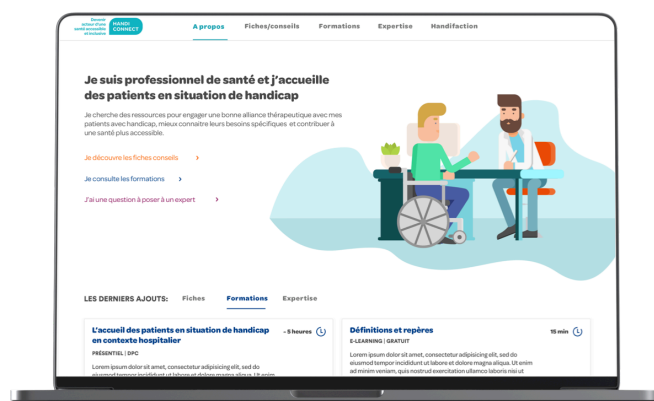 Devenir
acteur d'une
santé accessible
et inclusive
HANDI
CONNECT
A propos
Fiches/conseils
Formations
Expertise
Handifaction
Je suis professionnel de santé et j'accueille
des patients en situation de handicap
Je cherche des ressources pour engager une bonne alliance thérapeutique avec mes
patients avec handicap, mieux connaitre leurs besoins spécifiques et contribuer à
une santé plus accessible.
Je découvre les fiches conseils >
Je consulte les formations >
J'ai une question à poser à un expert >
LES DERNIERS AJOUTS:
Fiches
Formations
Expertise
L'accueil des patients en situation de handicap
en contexte hospitalier
~ 5 heures
PRÉSENTIEL | DPC
Lorem ipsum dolor sit amet, consectetur adipisicing elit, sed do
eiusmod tempor incididunt ut labore et dolore magna aliqua. Ut enim
Définitions et repères
15 min
E-LEARNING | GRATUIT
Lorem ipsum dolor sit amet, consectetur adipisicing elit, sed do
eiusmod tempor incididunt ut labore et dolore magna aliqua. Ut enim
ad minim veniam, quis nostrud exercitation ullamco laboris nisi ut